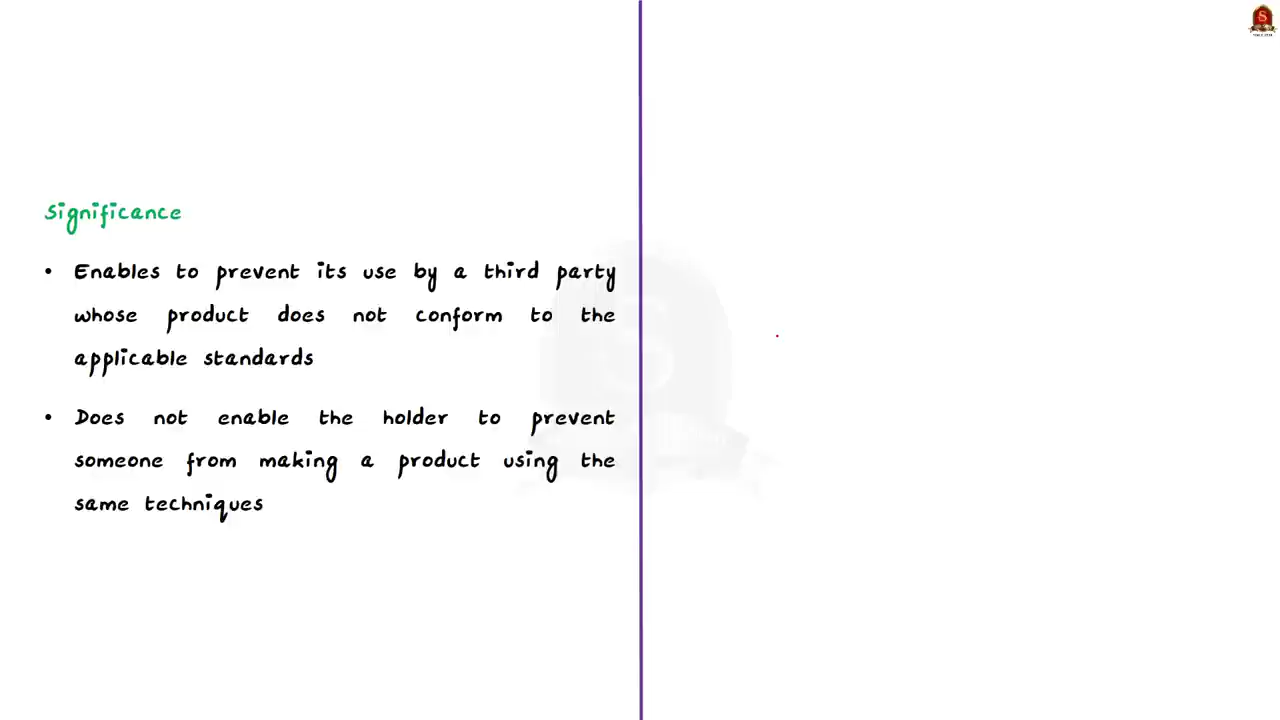 Significance
• Enables to prevent its use by a third party
whose product does not conform to the
applicable standards
• Does not enable the holder to prevent
someone from making a product using the
same techniques